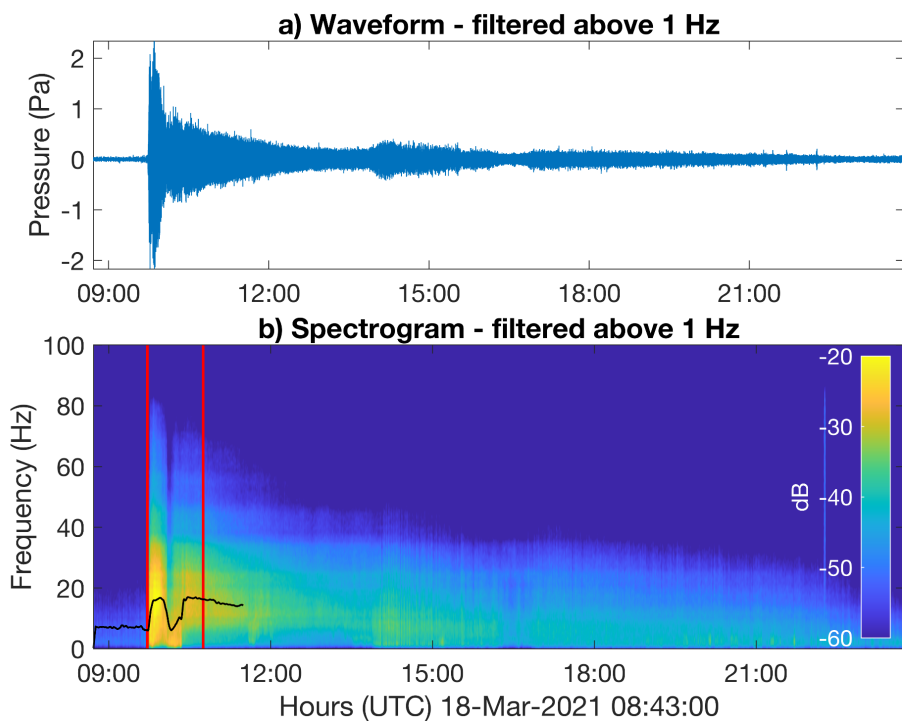 a) Waveform - filtered above 1 Hz
2
1
0
-1
-2
Pressure (Pa)
09:00 12:00 15:00 18:00 21:00
b) Spectrogram - filtered above 1 Hz
100
80
60
40
20
0
Frequency (Hz)
-20
-30
-40
-50
-60
dB
09:00 12:00 15:00 18:00 21:00
Hours (UTC) 18-Mar-2021 08:43:00